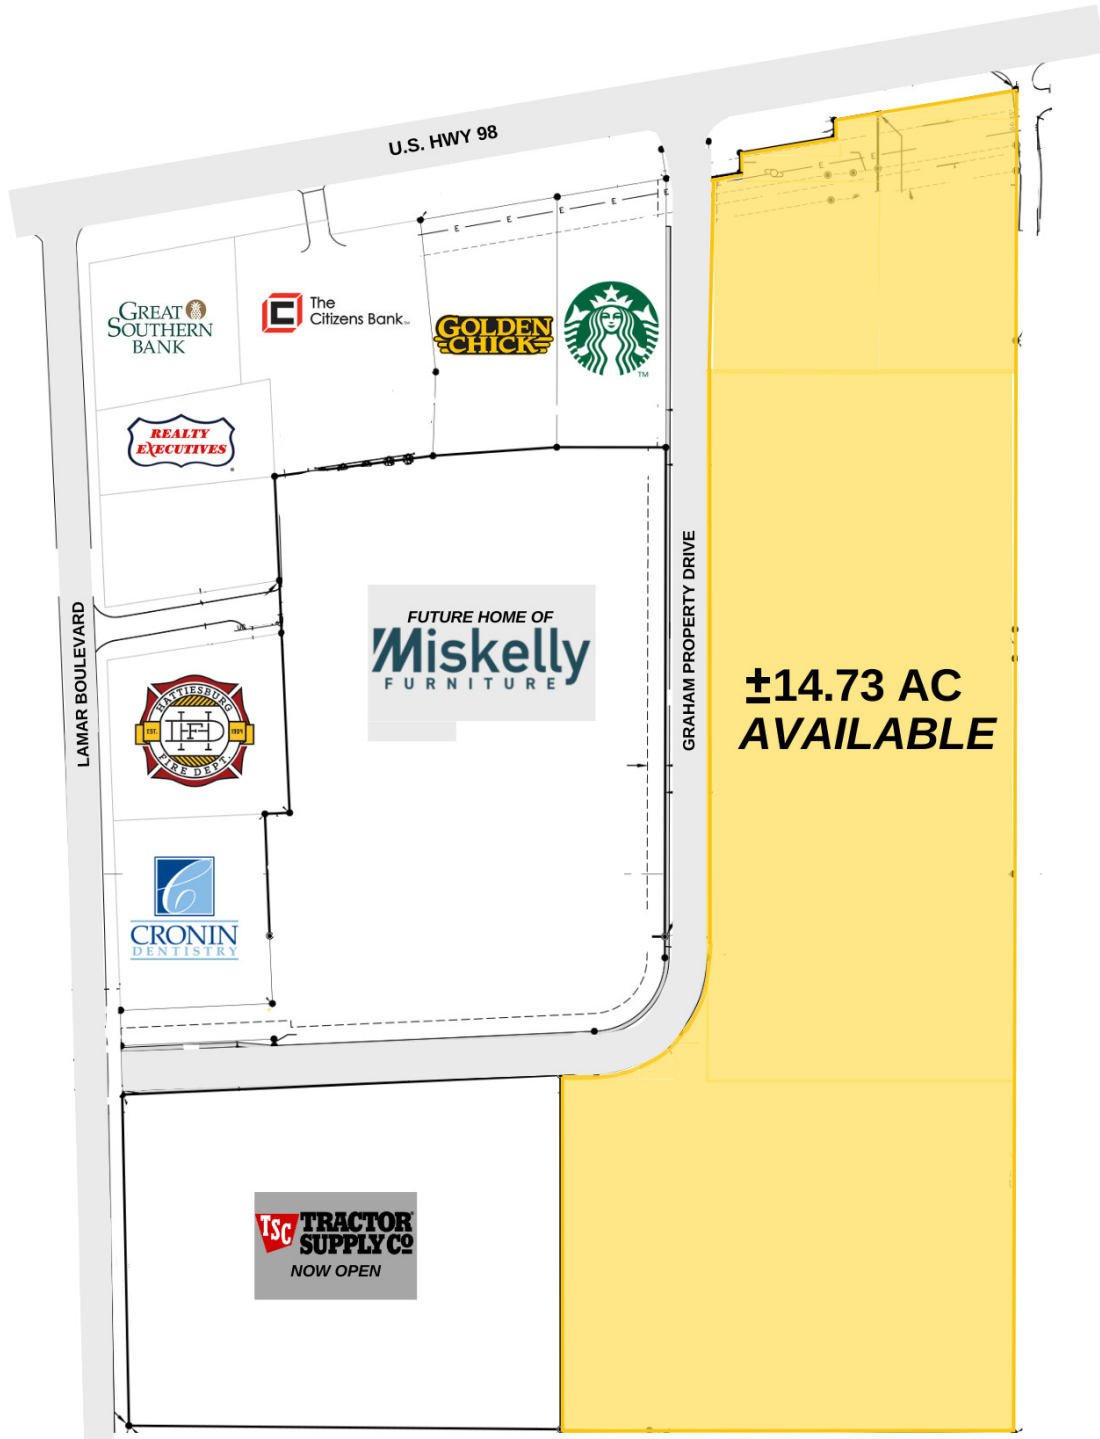 U.S. HWY 98
GREAT
SOUTHERN
BANK
The
Citizens Bank
GOLDEN
CHICK
TM
REALTY
EXECUTIVES
®
FUTURE HOME OF
Miskelly
FURNITURE
LAMAR BOULEVARD
GRAHAM PROPERTY DRIVE
±14.73 AC
AVAILABLE
HATTIESBURG
EST. HFD 1904
FIRE DEPT.
C
CRONIN
DENTISTRY
TSC TRACTOR
SUPPLY CO
NOW OPEN
E
E
E
E
E
E